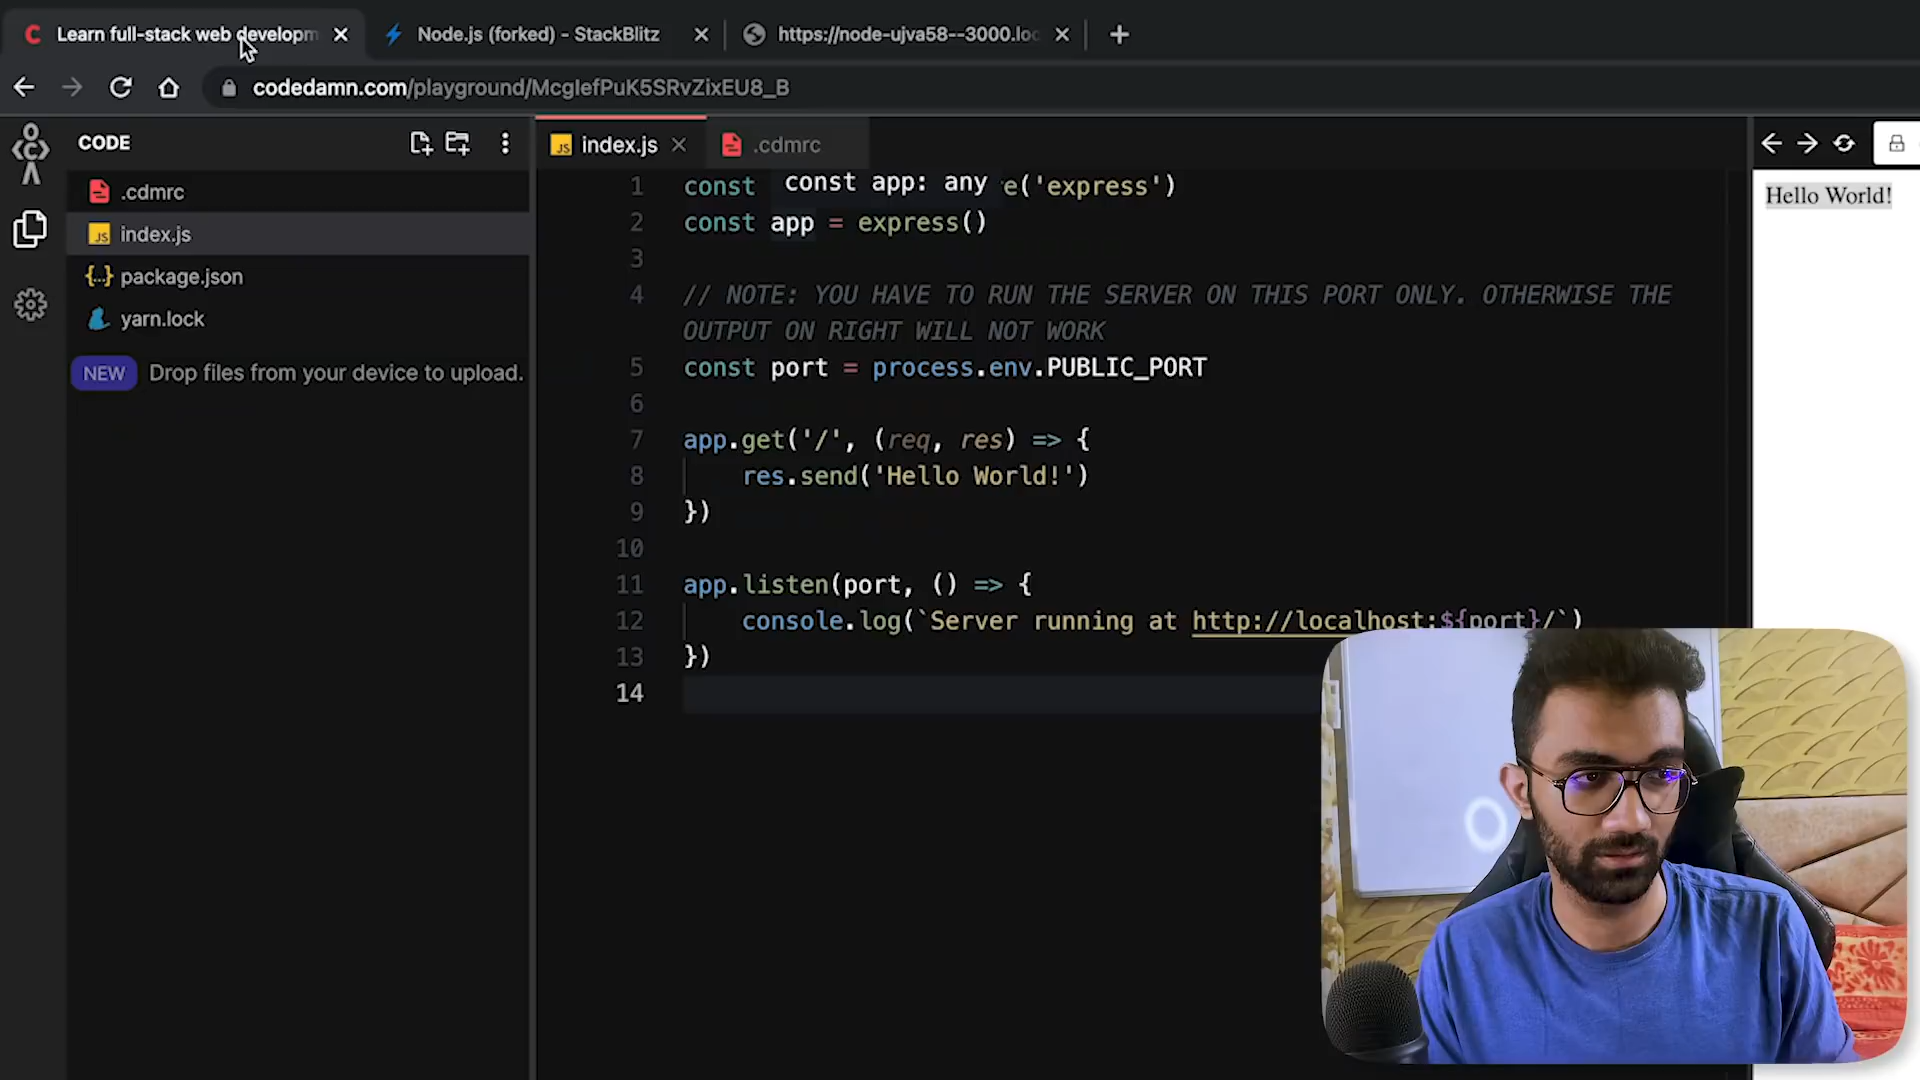 Learn full-stack web developm
Node.js (forked) - StackBlitz
https://node-ujva58--3000.loc
codedamn.com/playground/McgIefPuK5SRvZixEU8_B
CODE
.cdmrc
index.js
package.json
yarn.lock
NEW Drop files from your device to upload.
index.js
.cdmrc
const app: any
1 const e('express')
2 const app = express()
3
4 // NOTE: YOU HAVE TO RUN THE SERVER ON THIS PORT ONLY. OTHERWISE THE
OUTPUT ON RIGHT WILL NOT WORK
5 const port = process.env.PUBLIC_PORT
6
7 app.get('/', (req, res) => {
8 res.send('Hello World!')
9 })
10
11 app.listen(port, () => {
12 console.log(`Server running at http://localhost:${port}/`)
13 })
14
Hello World!